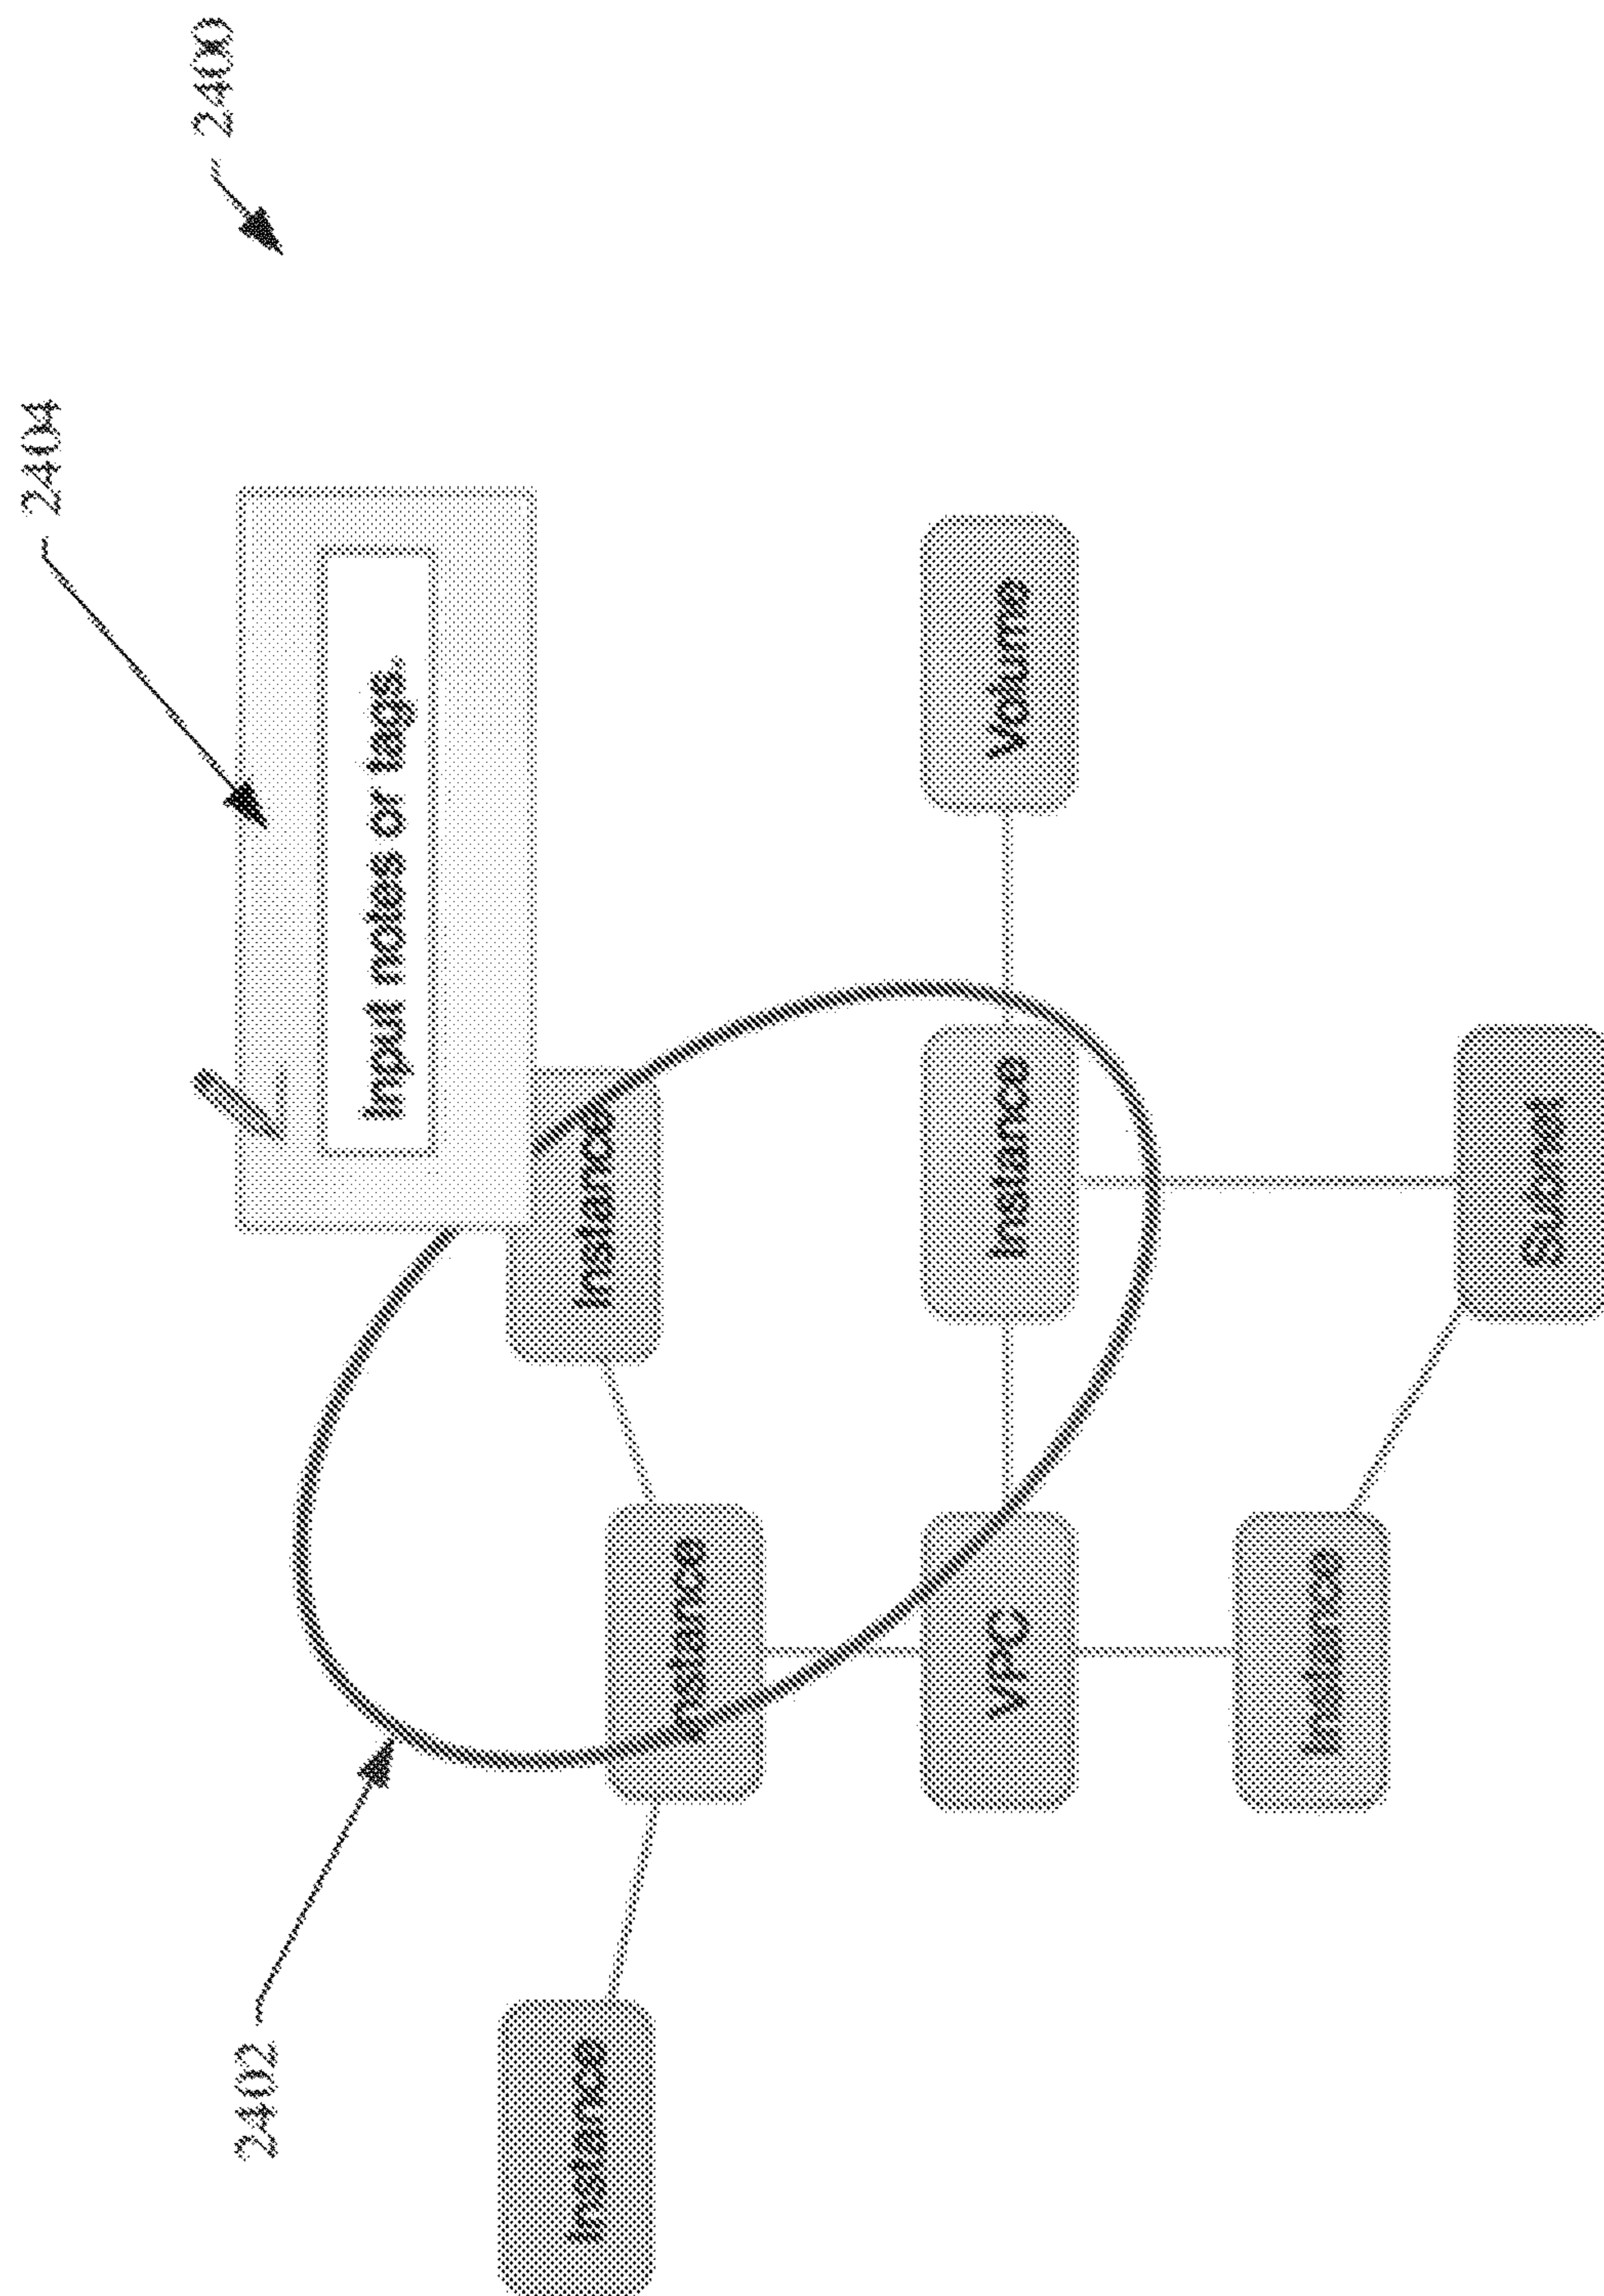 2404
2400
2402
Input notes or tags.
Instance
Instance
Instance
VPC
Instance
Volume
Instance
Subnet